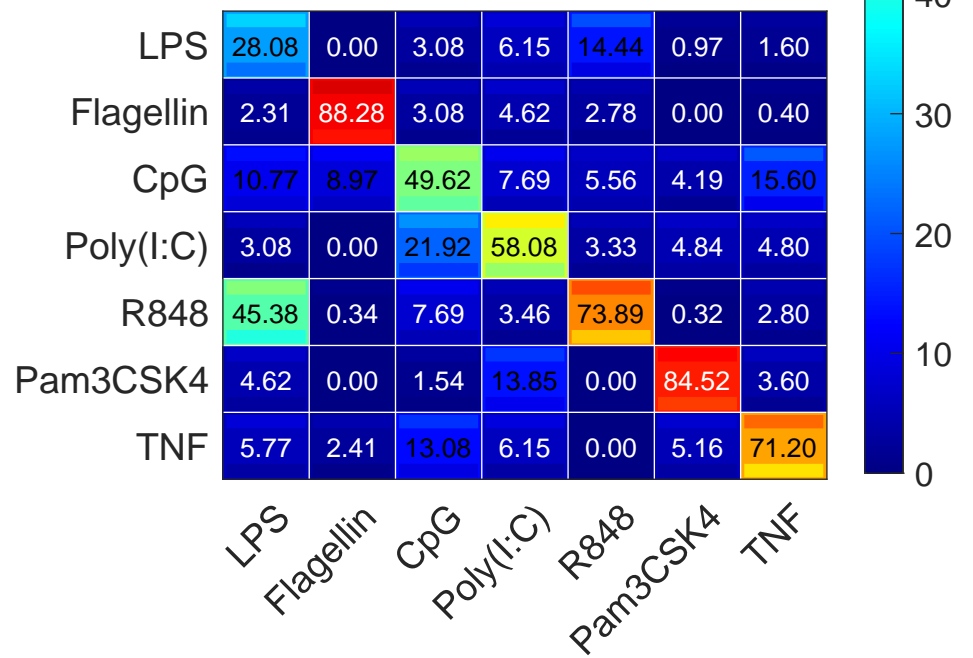 40
LPS 28.08 0.00 3.08 6.15 14.44 0.97 1.60
Flagellin 2.31 88.28 3.08 4.62 2.78 0.00 0.40
30
CpG 10.77 8.97 49.62 7.69 5.56 4.19 15.60
Poly(I:C) 3.08 0.00 21.92 58.08 3.33 4.84 4.80
20
R848 45.38 0.34 7.69 3.46 73.89 0.32 2.80
10
Pam3CSK4 4.62 0.00 1.54 13.85 0.00 84.52 3.60
TNF 5.77 2.41 13.08 6.15 0.00 5.16 71.20
0
LPS Flagellin CpG Poly(I:C) R848 Pam3CSK4 TNF